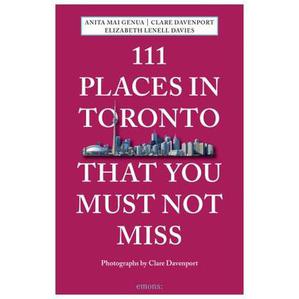 ANITA MAI GENUA | CLARE DAVENPORT
ELIZABETH LENELL DAVIES
111
PLACES IN
TORONTO
THAT YOU
MUST NOT
MISS
Photographs by Clare Davenport
emons: